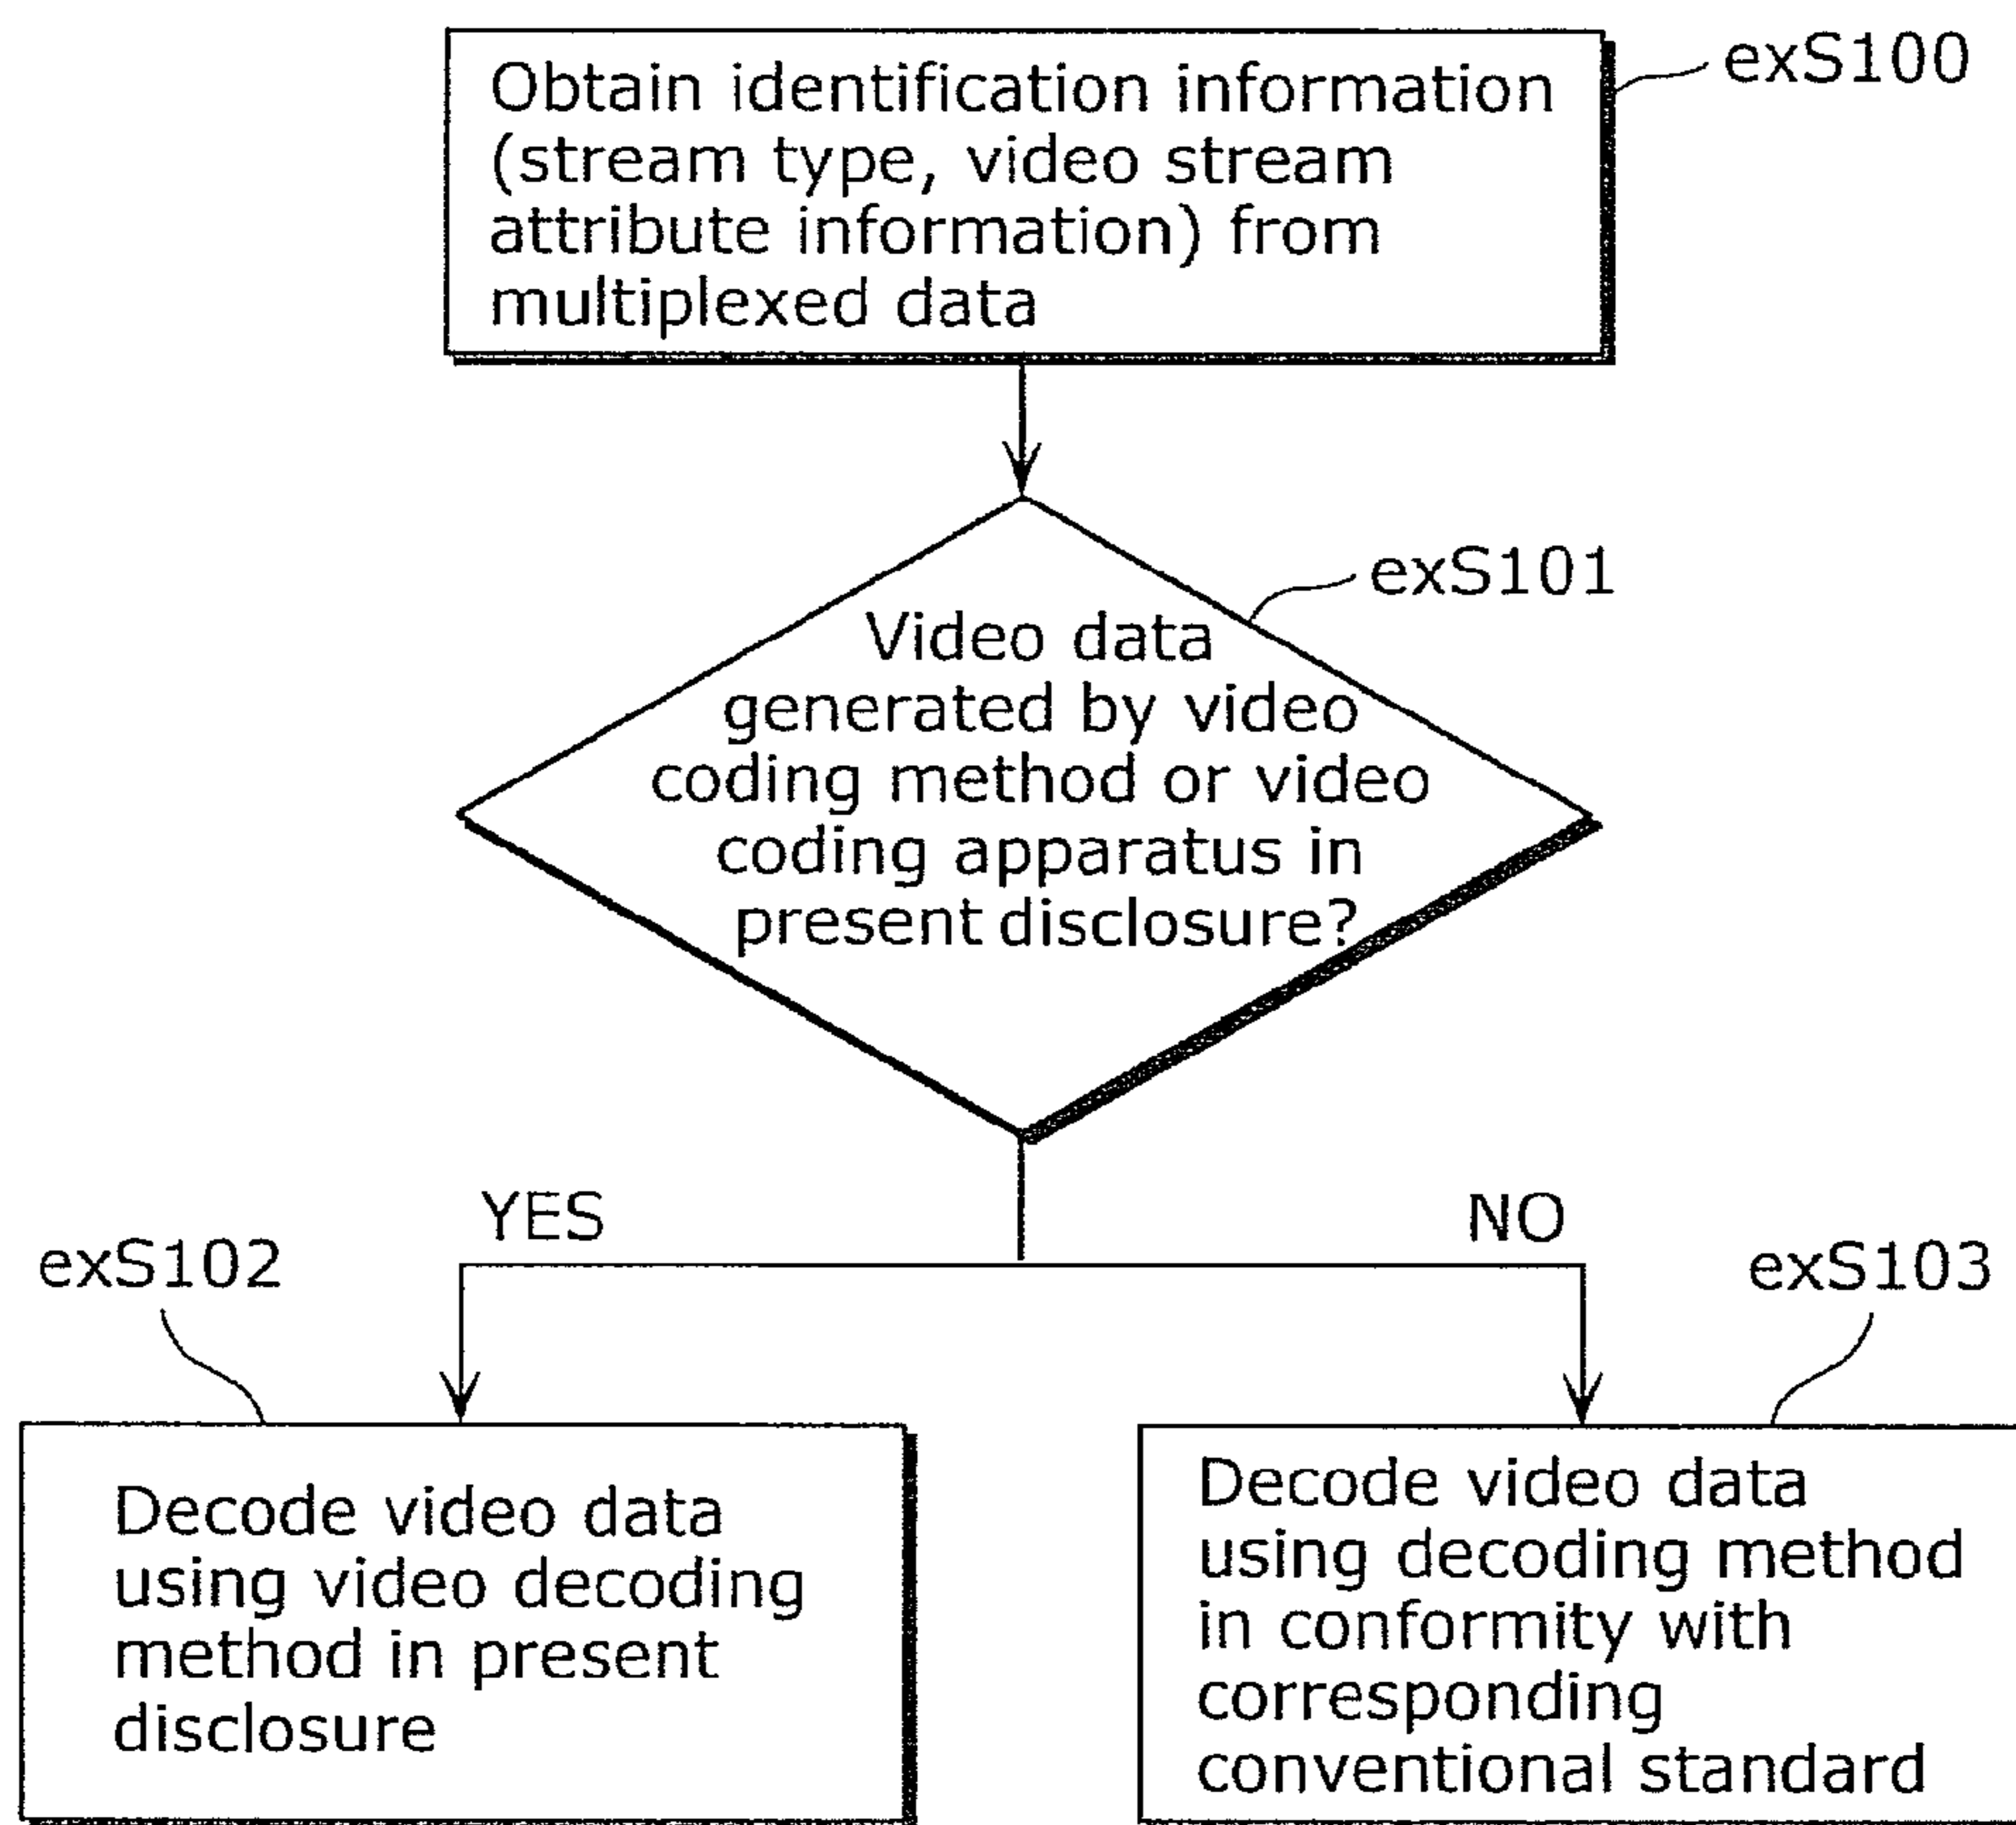 Obtain identification information
(stream type, video stream
attribute information) from
multiplexed data
exS100
exS101
Video data
generated by video
coding method or video
coding apparatus in
present disclosure?
YES
NO
exS102
exS103
Decode video data
using video decoding
method in present
disclosure
Decode video data
using decoding method
in conformity with
corresponding
conventional standard